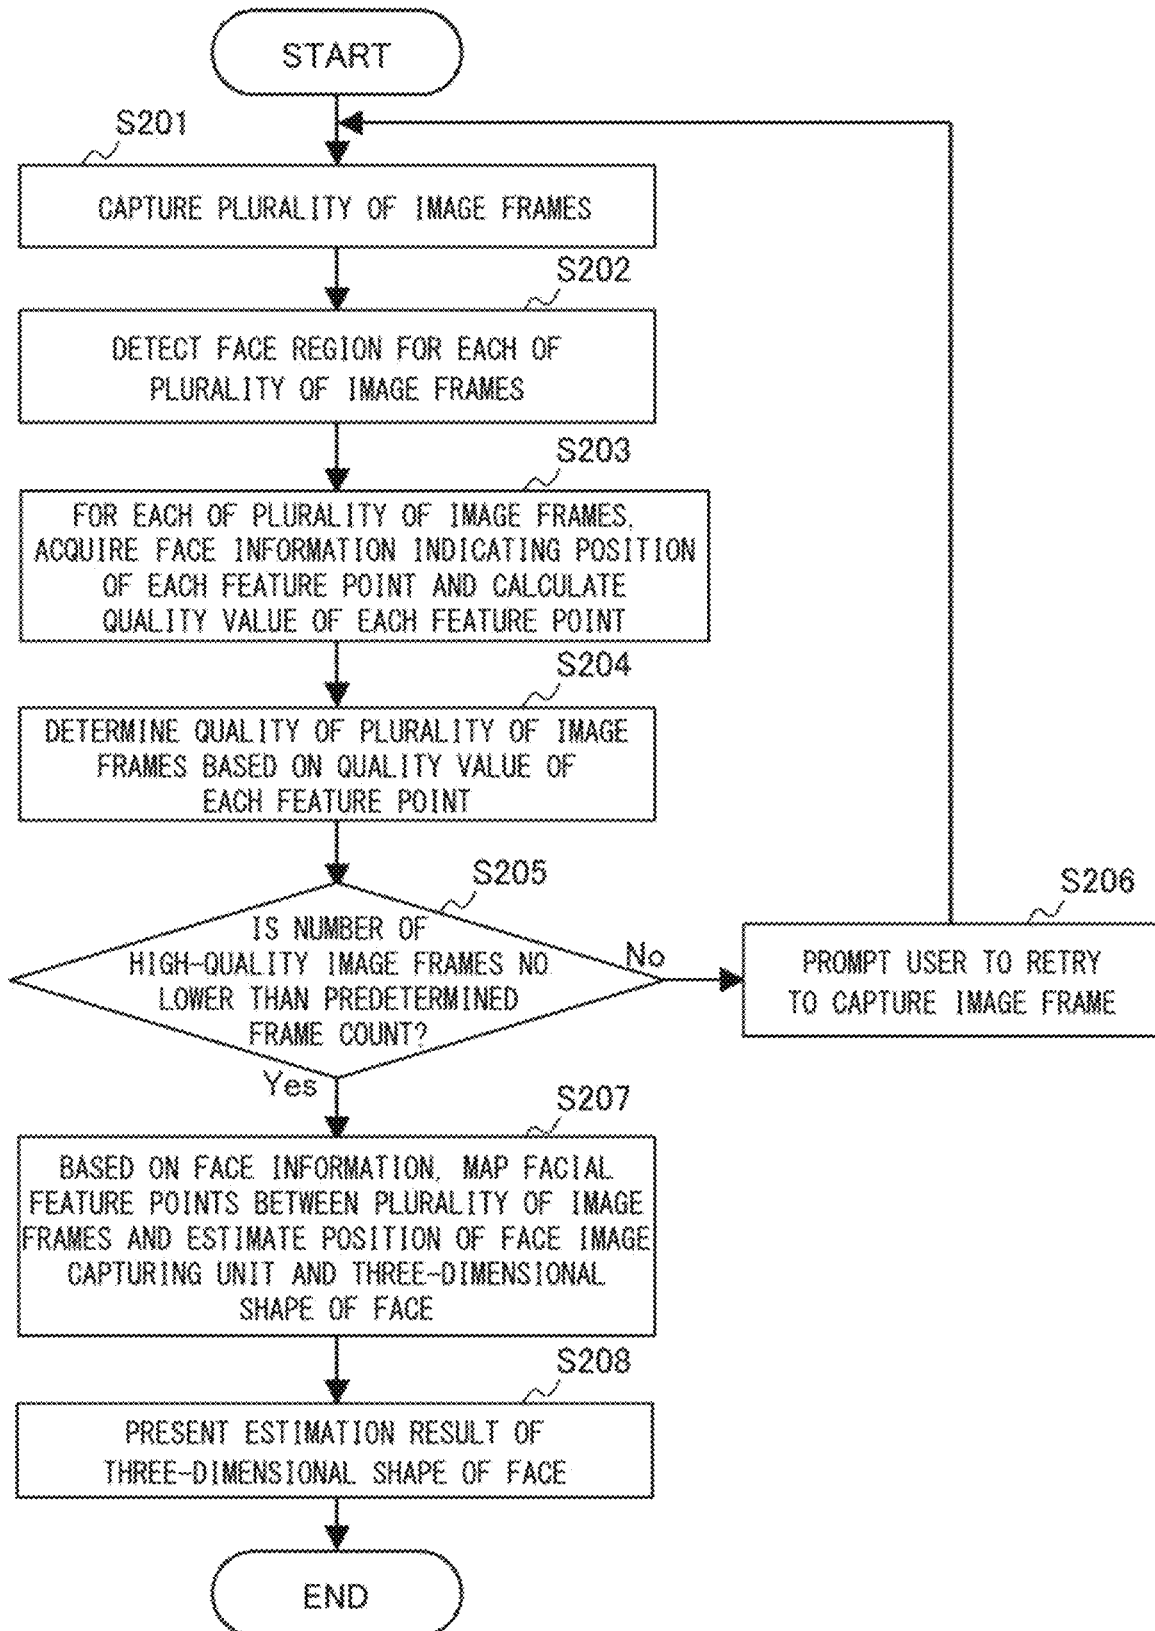 START
S201
CAPTURE PLURALITY OF IMAGE FRAMES
S202
DETECT FACE REGION FOR EACH OF
PLURALITY OF IMAGE FRAMES
S203
FOR EACH OF PLURALITY OF IMAGE FRAMES,
ACQUIRE FACE INFORMATION INDICATING POSITION
OF EACH FEATURE POINT AND CALCULATE
QUALITY VALUE OF EACH FEATURE POINT
S204
DETERMINE QUALITY OF PLURALITY OF IMAGE
FRAMES BASED ON QUALITY VALUE OF
EACH FEATURE POINT
S205
IS NUMBER OF
HIGH-QUALITY IMAGE FRAMES NO
LOWER THAN PREDETERMINED
FRAME COUNT?
No
S206
PROMPT USER TO RETRY
TO CAPTURE IMAGE FRAME
Yes
S207
BASED ON FACE INFORMATION, MAP FACIAL
FEATURE POINTS BETWEEN PLURALITY OF IMAGE
FRAMES AND ESTIMATE POSITION OF FACE IMAGE
CAPTURING UNIT AND THREE-DIMENSIONAL
SHAPE OF FACE
S208
PRESENT ESTIMATION RESULT OF
THREE-DIMENSIONAL SHAPE OF FACE
END